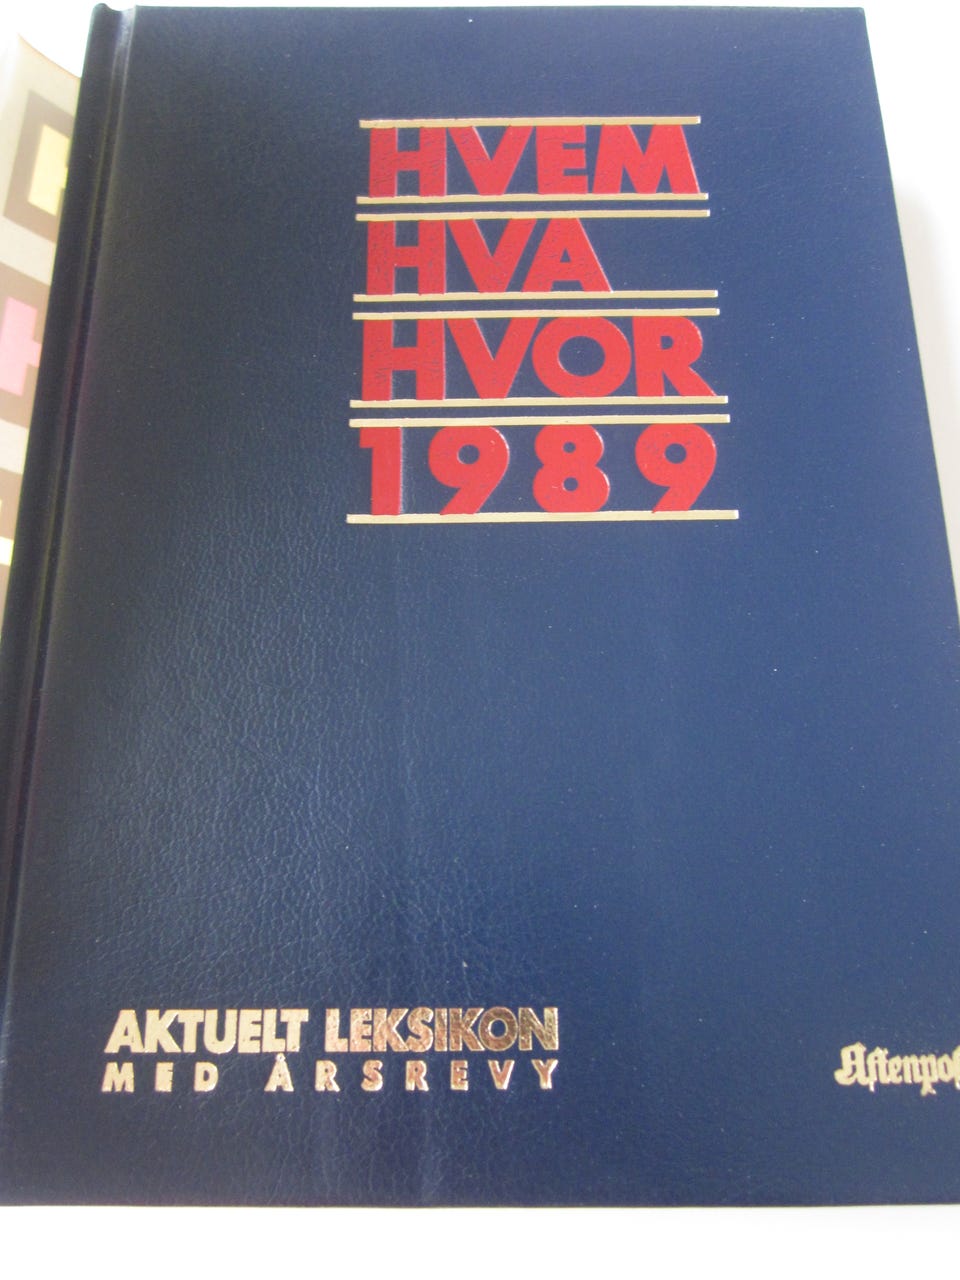 HVEM
HVA
HVOR
1989
AKTUELT LEKSIKON
MED ÅRSREVY